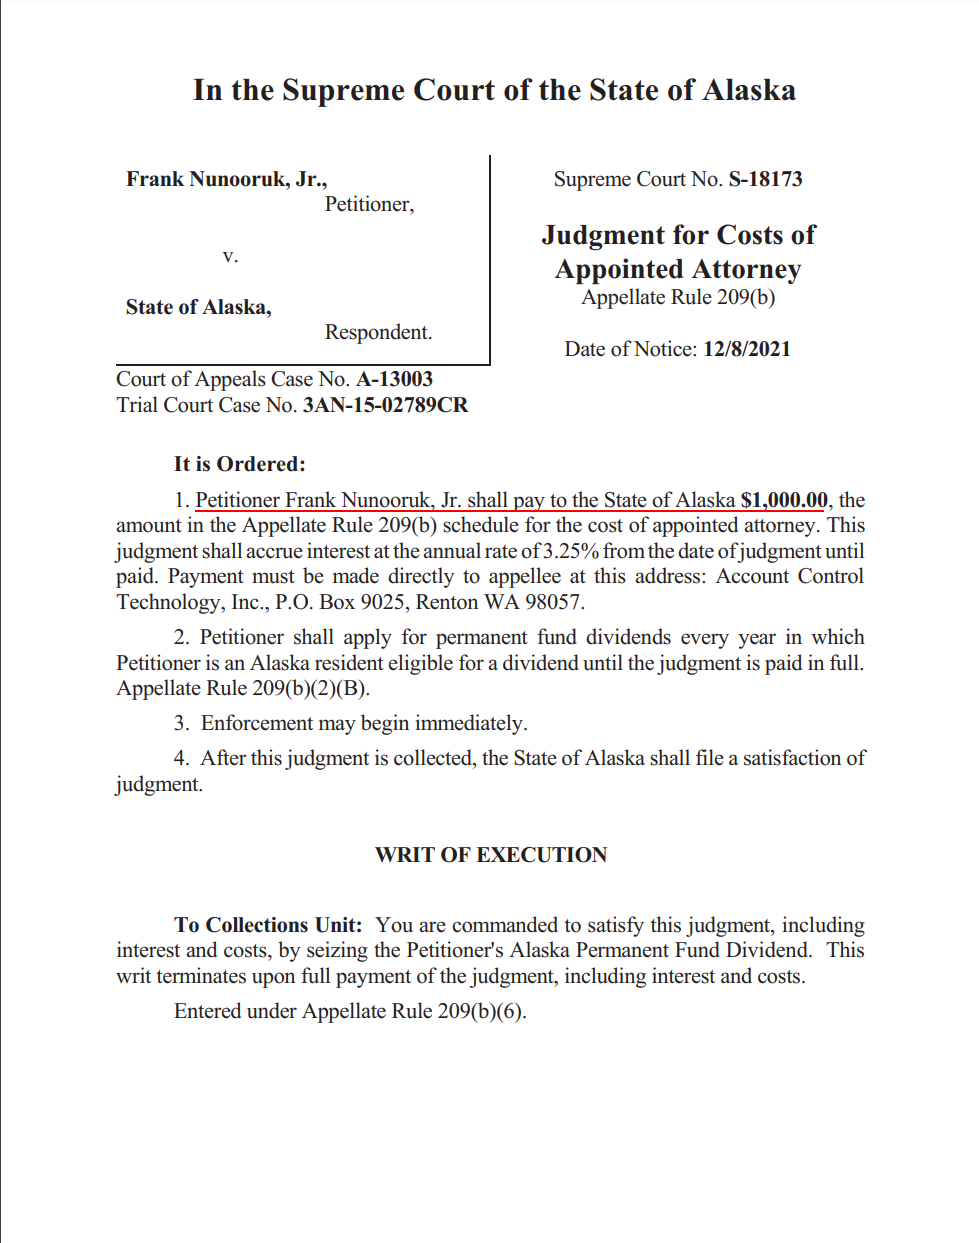 In the Supreme Court of the State of Alaska
Frank Nunooruk, Jr.,
Petitioner,
v.
State of Alaska,
Respondent.
Supreme Court No. S-18173
Judgment for Costs of
Appointed Attorney
Appellate Rule 209(b)
Date of Notice: 12/8/2021
Court of Appeals Case No. A-13003
Trial Court Case No. 3AN-15-02789CR
It is Ordered:
1. Petitioner Frank Nunooruk, Jr. shall pay to the State of Alaska $1,000.00, the
amount in the Appellate Rule 209(b) schedule for the cost of appointed attorney. This
judgment shall accrue interest at the annual rate of 3.25% from the date of judgment until
paid. Payment must be made directly to appellee at this address: Account Control
Technology, Inc., P.O. Box 9025, Renton WA 98057.
2. Petitioner shall apply for permanent fund dividends every year in which
Petitioner is an Alaska resident eligible for a dividend until the judgment is paid in full.
Appellate Rule 209(b)(2)(B).
3. Enforcement may begin immediately.
4. After this judgment is collected, the State of Alaska shall file a satisfaction of
judgment.
WRIT OF EXECUTION
To Collections Unit: You are commanded to satisfy this judgment, including
interest and costs, by seizing the Petitioner's Alaska Permanent Fund Dividend. This
writ terminates upon full payment of the judgment, including interest and costs.
Entered under Appellate Rule 209(b)(6).